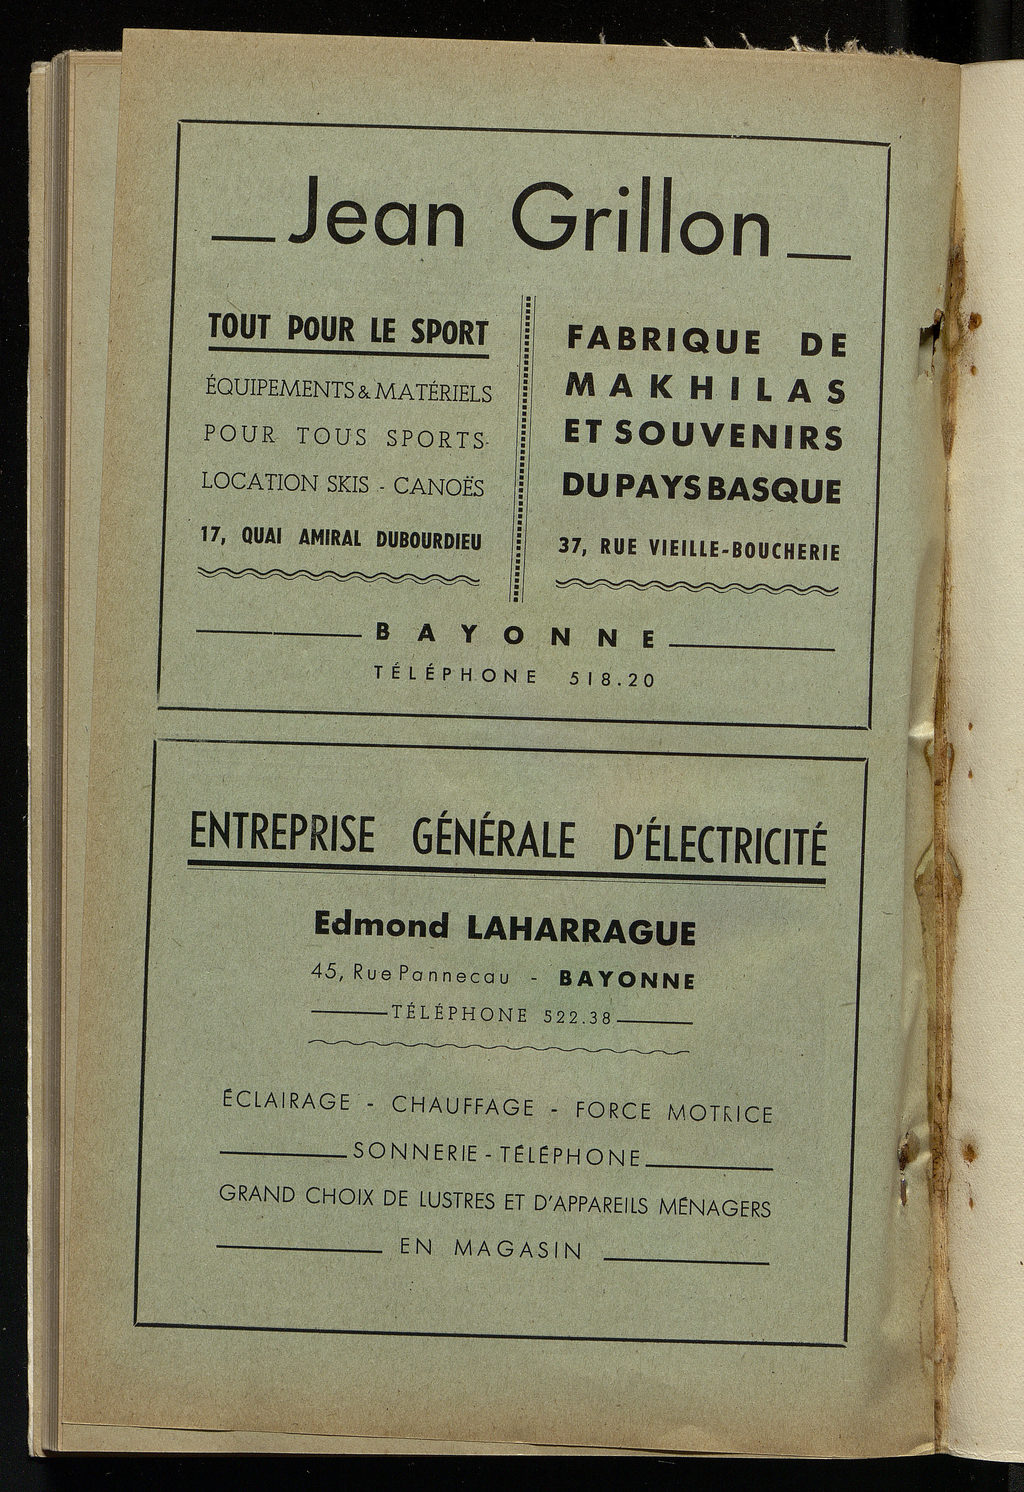 Jean Grillon
TOUT POUR LE SPORT
ÉQUIPEMENTS & MATÉRIELS
POUR TOUS SPORTS
LOCATION SKIS - CANOËS
17, QUAI AMIRAL DUBOURDIEU
FABRIQUE DE
MAKHILAS
ET SOUVENIRS
DU PAYS BASQUE
37, RUE VIEILLE-BOUCHERIE
BAYONNE
TÉLÉPHONE 518.20
ENTREPRISE GÉNÉRALE D'ÉLECTRICITÉ
Edmond LAHARRAGUE
45, Rue Pannecau - BAYONNE
TÉLÉPHONE 522.38
ÉCLAIRAGE - CHAUFFAGE - FORCE MOTRICE
SONNERIE - TÉLÉPHONE
GRAND CHOIX DE LUSTRES ET D'APPAREILS MÉNAGERS
EN MAGASIN